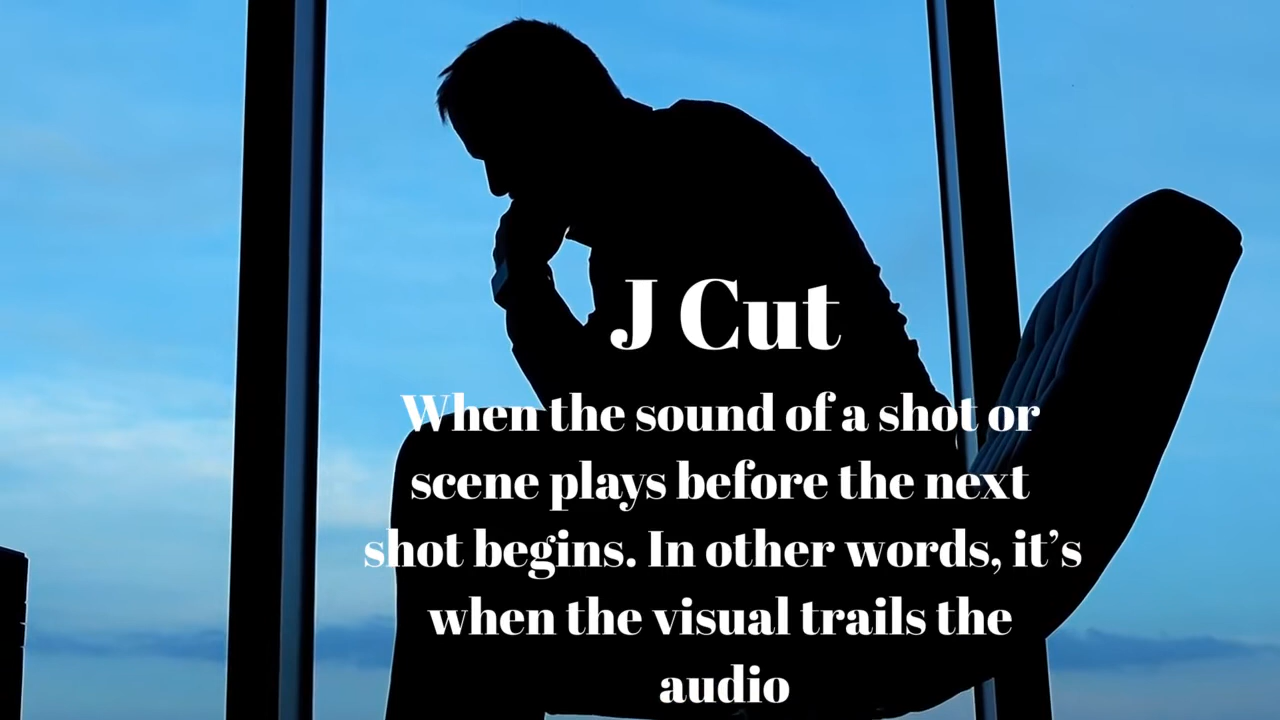 J Cut
When the sound of a shot or
scene plays before the next
shot begins. In other words, it’s
when the visual trails the
audio